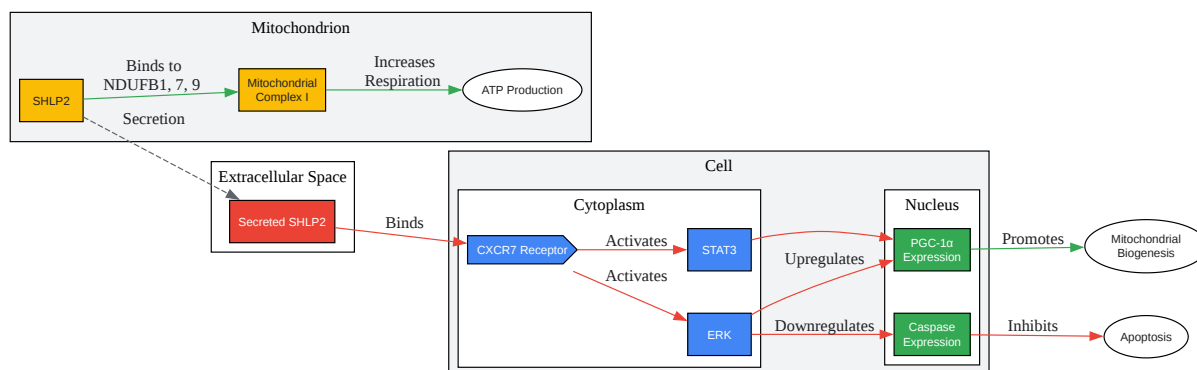 Mitochondrion
SHLP2
Binds to
NDUFB1, 7, 9
Mitochondrial
Complex I
Increases
Respiration
ATP Production
Secretion
Extracellular Space
Secreted SHLP2
Binds
Cell
Cytoplasm
CXCR7 Receptor
Activates
Activates
STAT3
ERK
Upregulates
Downregulates
Nucleus
PGC-1α
Expression
Caspase
Expression
Promotes
Mitochondrial
Biogenesis
Inhibits
Apoptosis